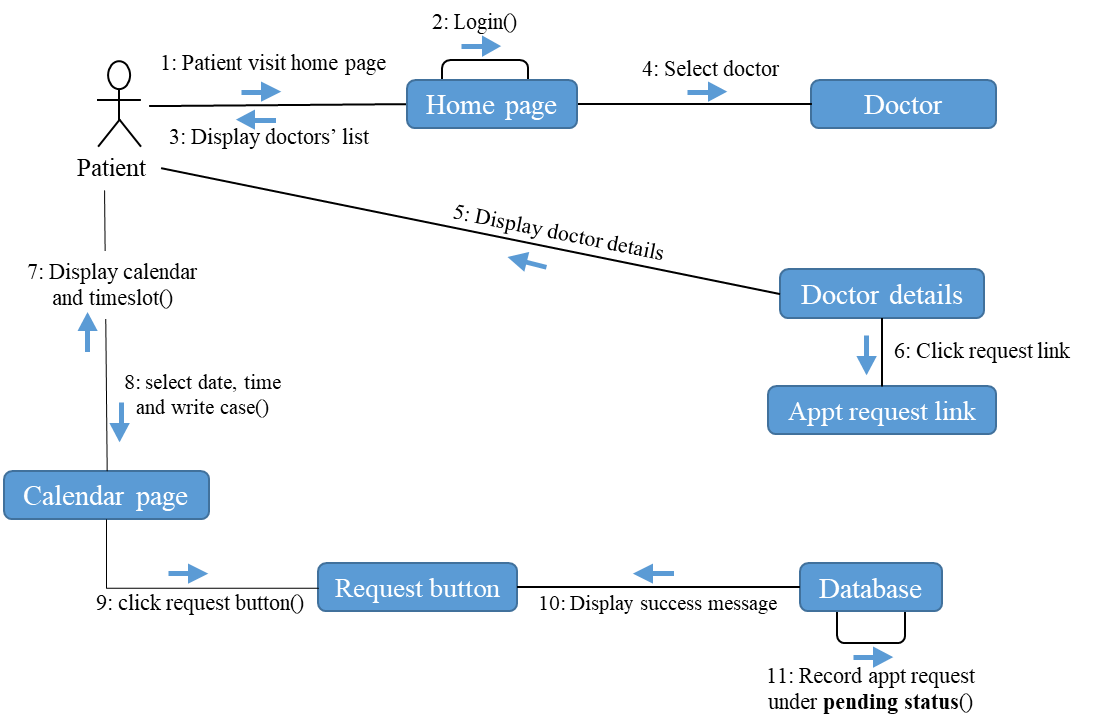 2: Login()
1: Patient visit home page
4: Select doctor
Home page
Doctor
3: Display doctors’ list
Patient
5: Display doctor details
7: Display calendar
and timeslot()
Doctor details
6: Click request link
8: select date, time
and write case()
Appt request link
Calendar page
Request button
Database
9: click request button()
10: Display success message
11: Record appt request
under pending status()